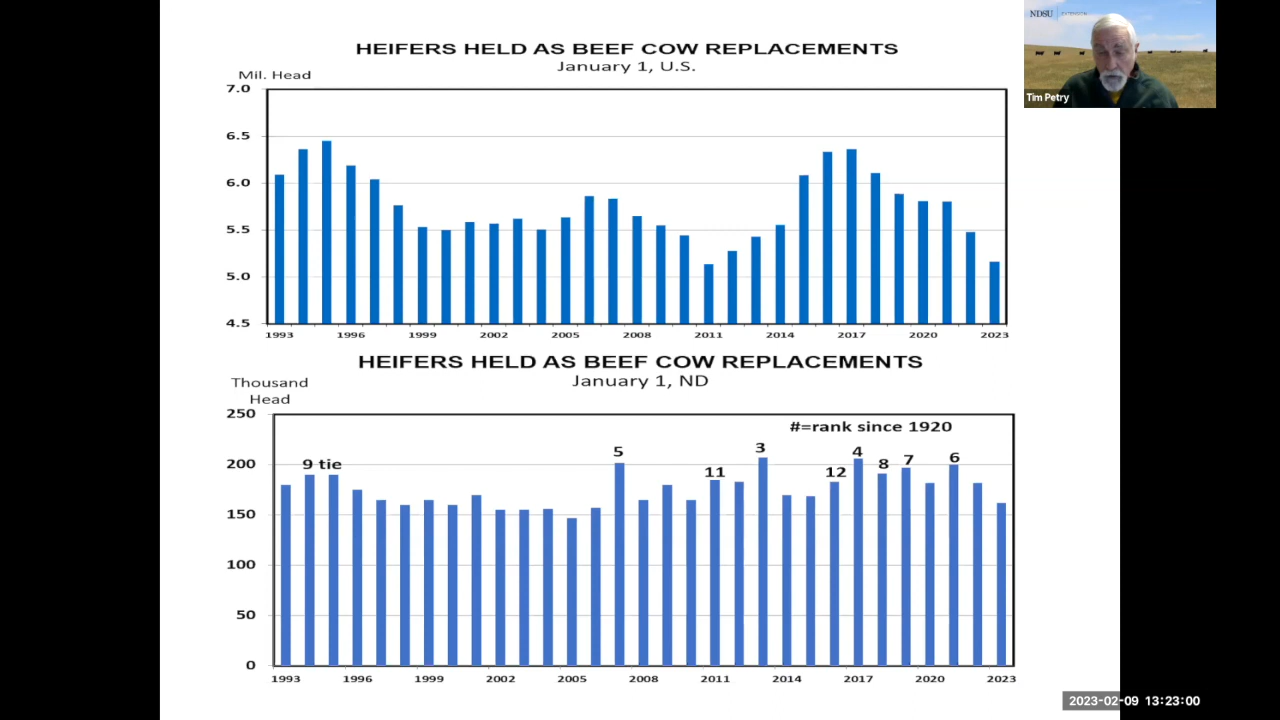 HEIFERS HELD AS BEEF COW REPLACEMENTS
January 1, U.S.
Mil. Head
7.0
6.5
6.0
5.5
5.0
4.5
1993 1996 1999 2002 2005 2008 2011 2014 2017 2020 2023
HEIFERS HELD AS BEEF COW REPLACEMENTS
January 1, ND
Thousand
Head
250
200
150
100
50
0
#=rank since 1920
9 tie
5
11
3
12
4
8
7
6
1993 1996 1999 2002 2005 2008 2011 2014 2017 2020 2023
NDSU EXTENSION
Tim Petry
2023-02-09 13:23:00